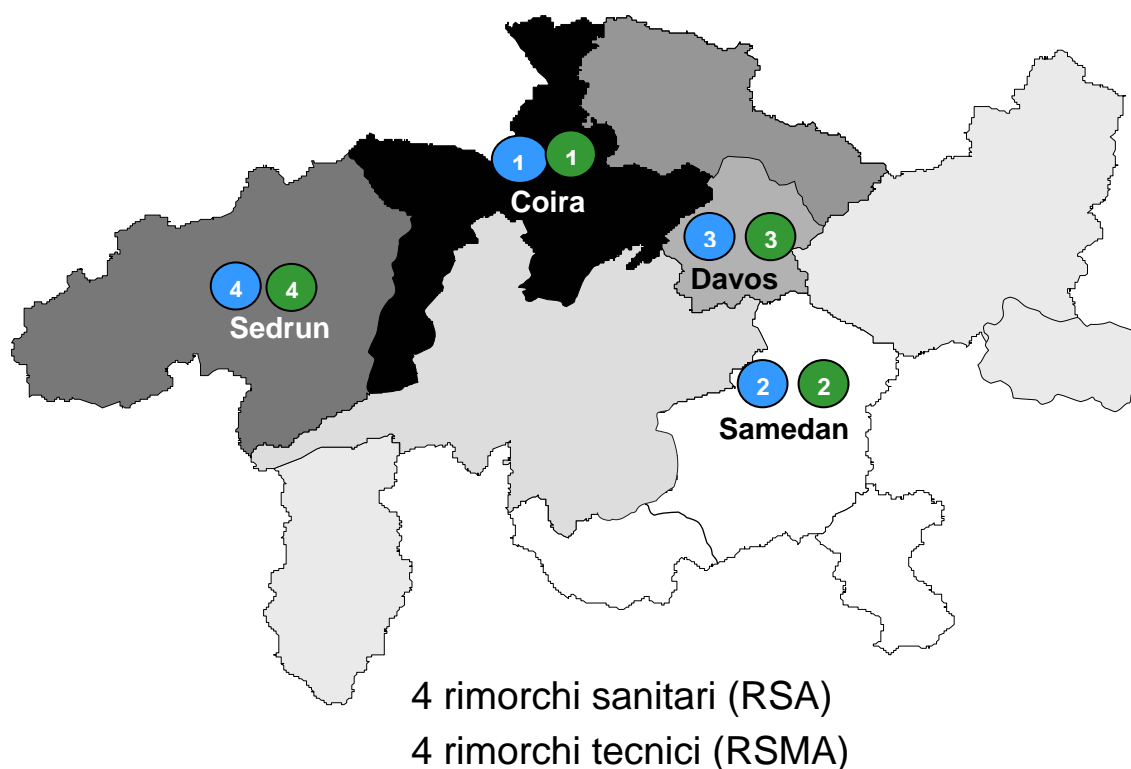 1 1
Coira
3 3
Davos
4 4
Sedrun
2 2
Samedan
4 rimorchi sanitari (RSA)
4 rimorchi tecnici (RSMA)